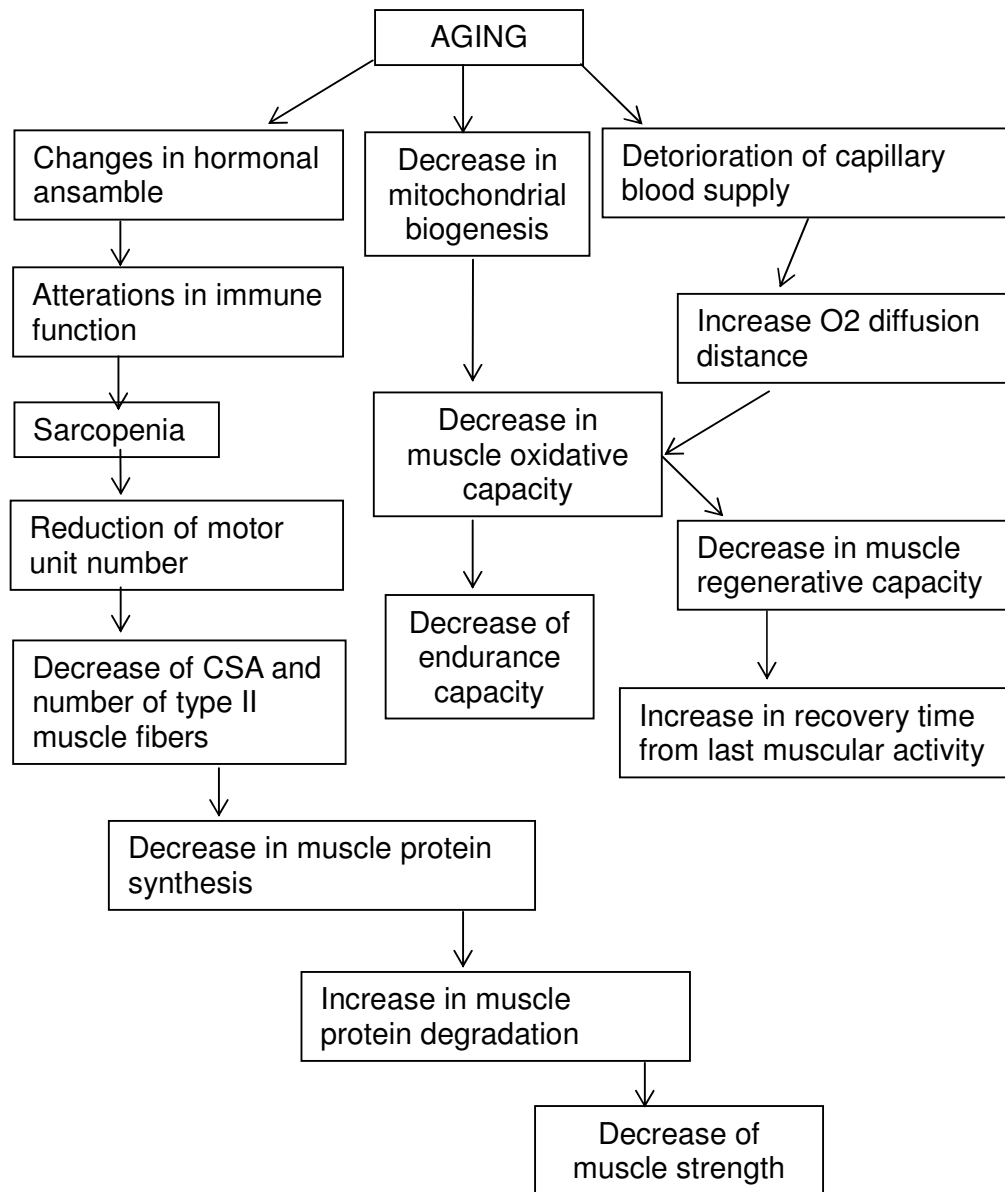 AGING
Changes in hormonal
ansamble
Decrease in
mitochondrial
biogenesis
Detorioration of capillary
blood supply
Atterations in immune
function
Increase O2 diffusion
distance
Sarcopenia
Decrease in
muscle oxidative
capacity
Reduction of motor
unit number
Decrease in muscle
regenerative capacity
Decrease of
endurance
capacity
Decrease of CSA and
number of type II
muscle fibers
Increase in recovery time
from last muscular activity
Decrease in muscle protein
synthesis
Increase in muscle
protein degradation
Decrease of
muscle strength